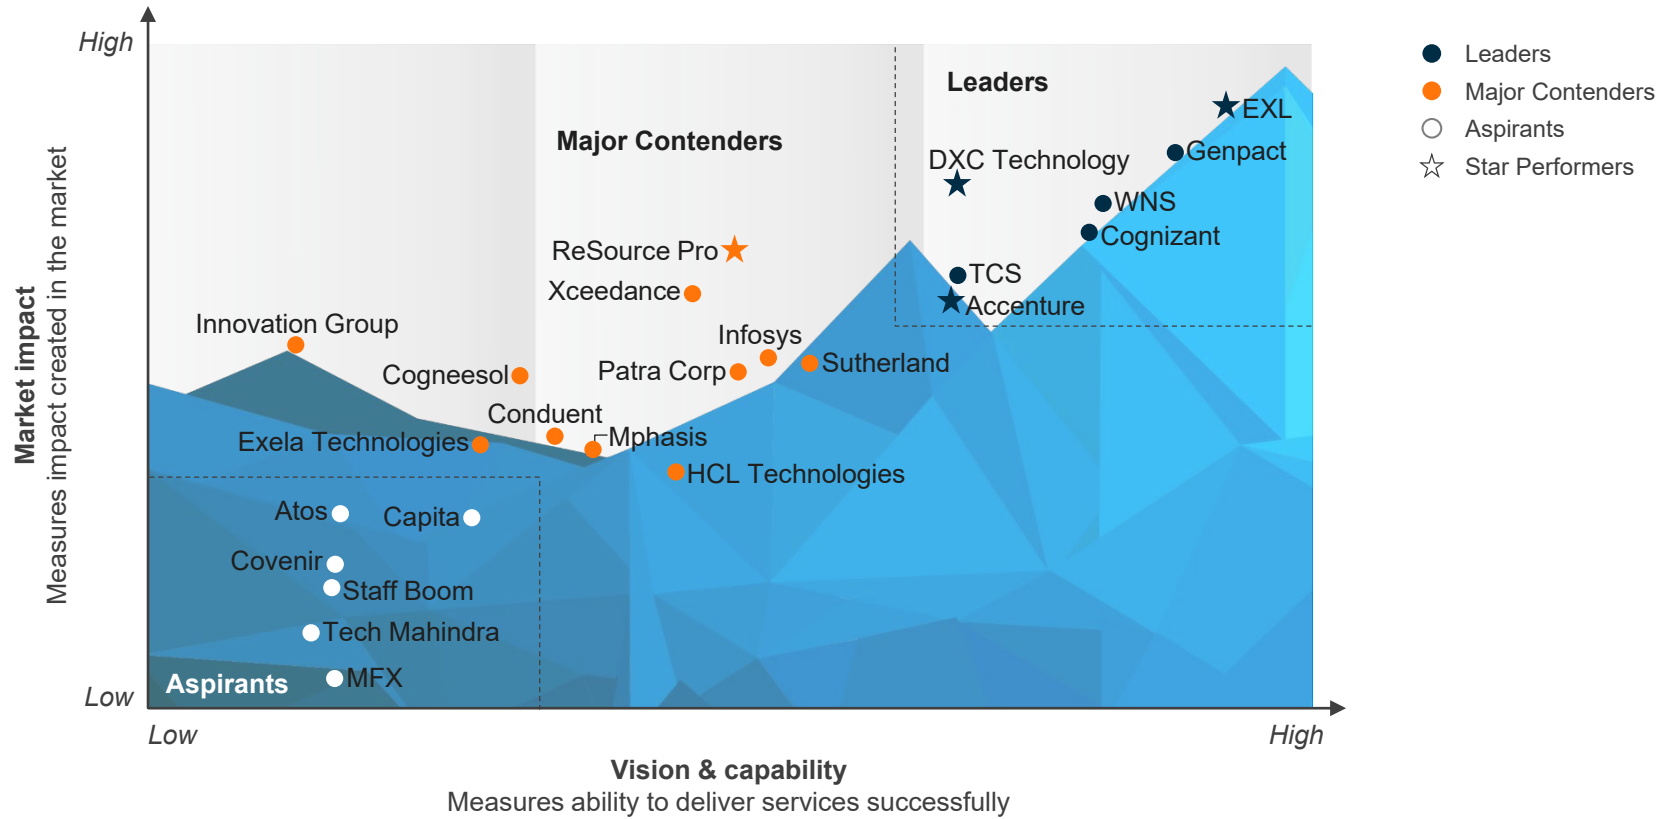 High
Leaders
Major Contenders
Aspirants
Star Performers
Leaders
EXL
Major Contenders
Genpact
DXC Technology
WNS
Cognizant
ReSource Pro
TCS
Xceedance
Accenture
Innovation Group
Infosys
Sutherland
Patra Corp
Cogneesol
Conduent
Mphasis
Exela Technologies
HCL Technologies
Atos
Capita
Covenir
Staff Boom
Tech Mahindra
MFX
Aspirants
Market impact
Measures impact created in the market
Low
Low
High
Vision & capability
Measures ability to deliver services successfully